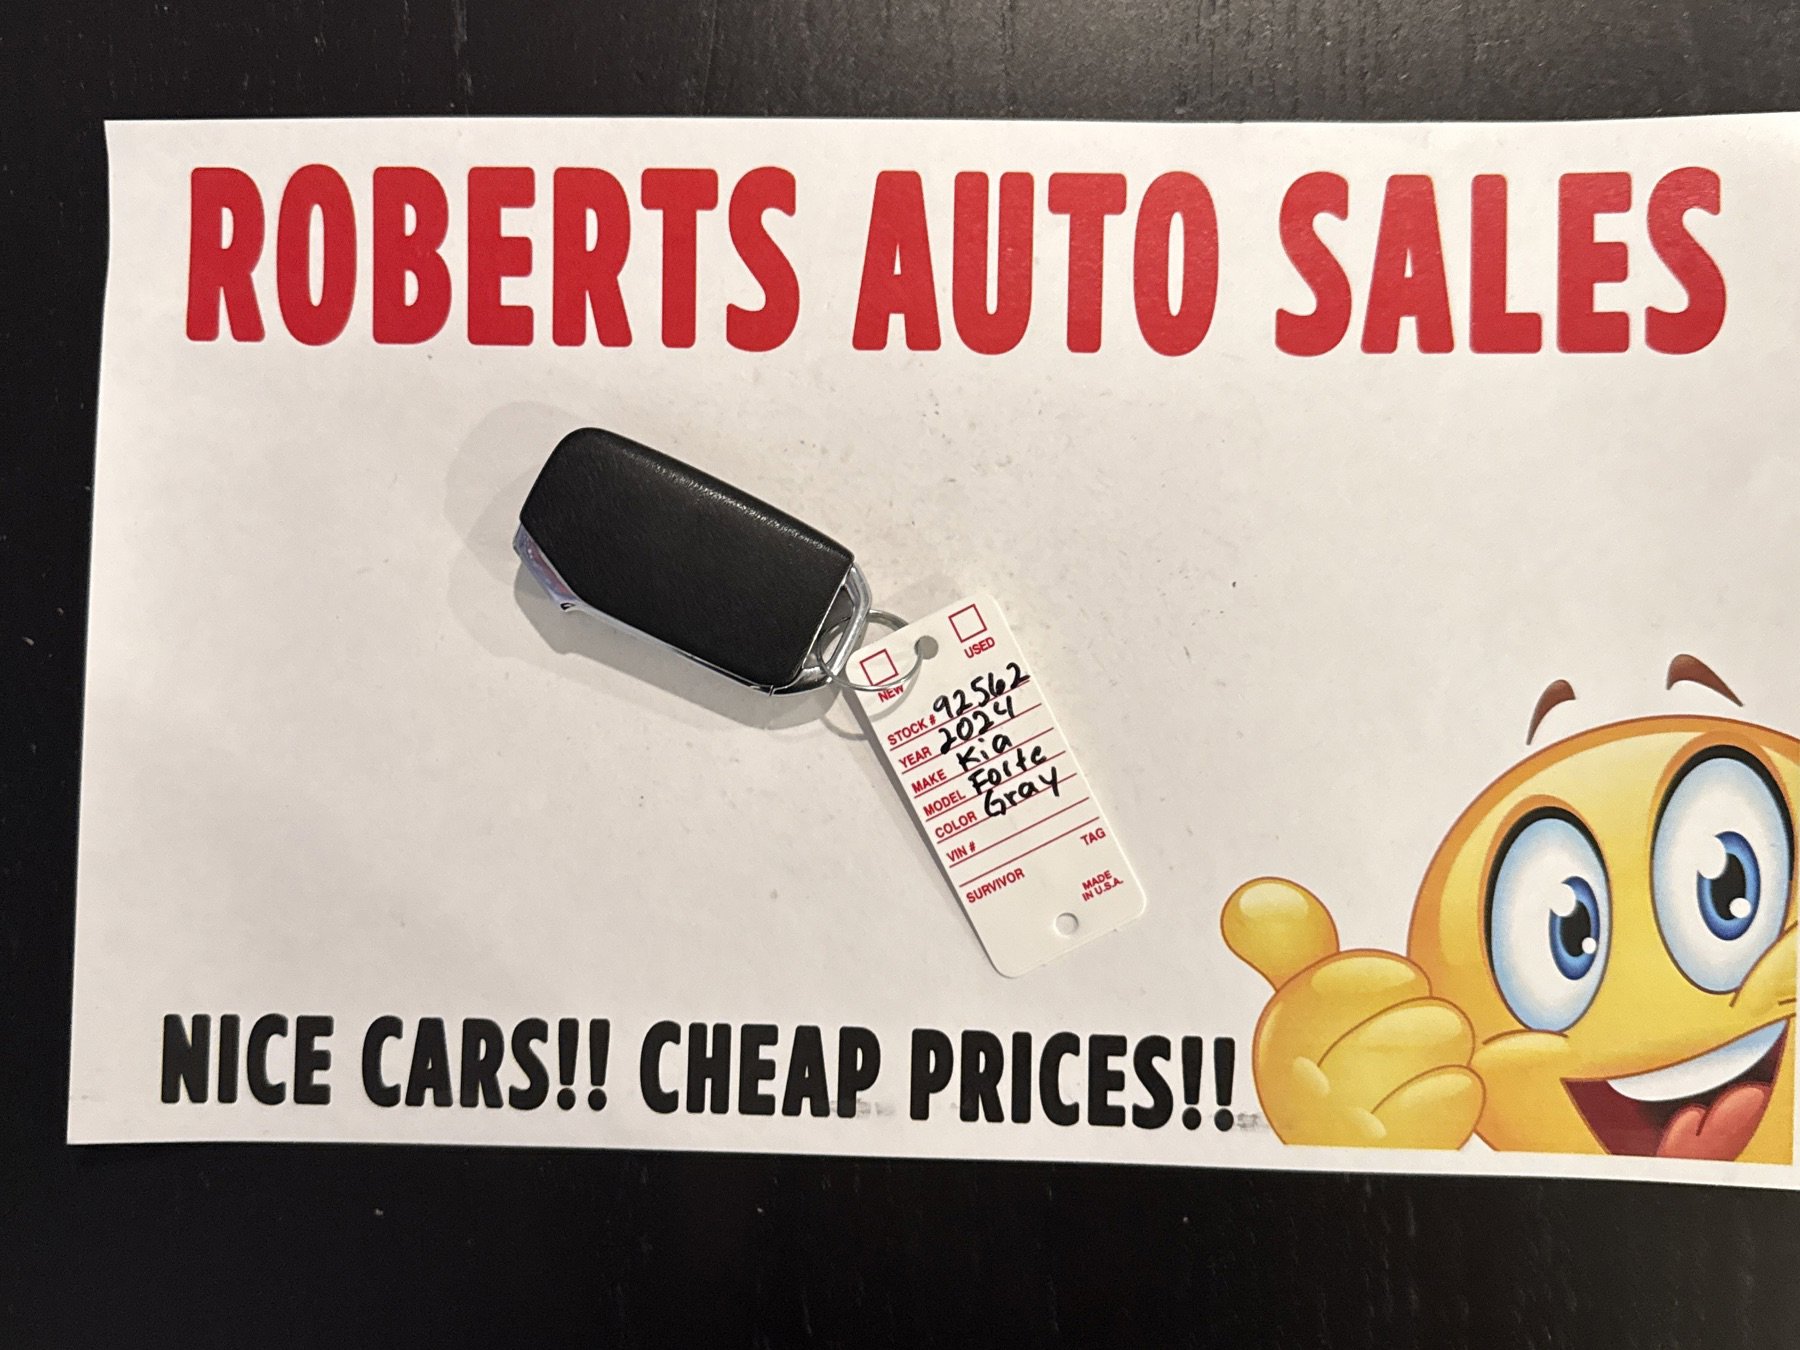 ROBERTS AUTO SALES
NEW USED
STOCK # 92562
YEAR 2024
MAKE Kia
MODEL Forte
COLOR Gray
VIN #
SURVIVOR TAG
MADE
IN U.S.A.
NICE CARS!! CHEAP PRICES!!